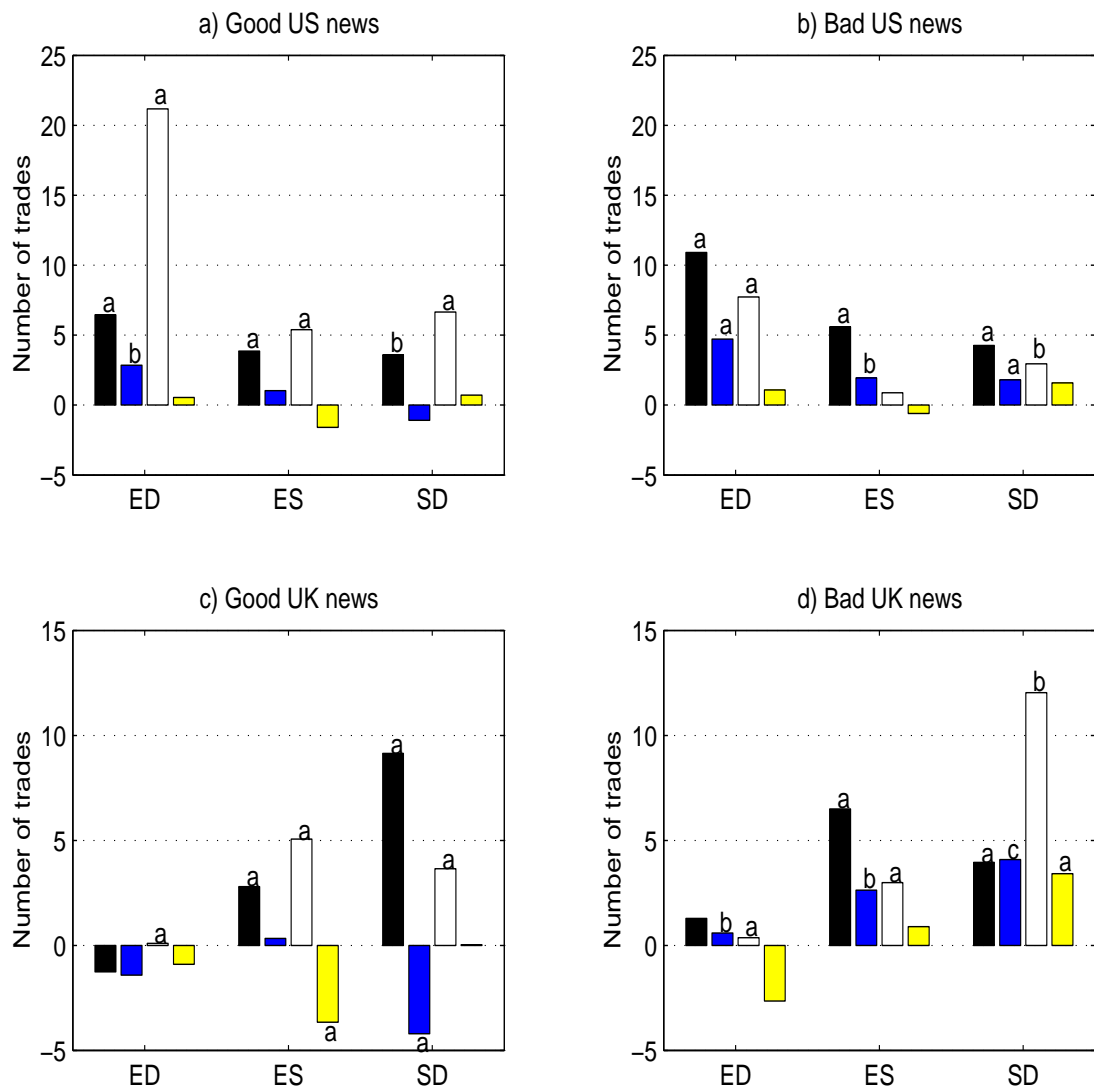 a) Good US news
25
20
15
10
5
0
−5
Number of trades
a
a
b
a
a
b
a
ED
ES
SD
b) Bad US news
25
20
15
10
5
0
−5
Number of trades
a
a
a
a
b
a
a
b
ED
ES
SD
c) Good UK news
15
10
5
0
−5
Number of trades
a
a
a
a
a
a
a
ED
ES
SD
d) Bad UK news
15
10
5
0
−5
Number of trades
b
a
a
b
a
a
c
b
a
ED
ES
SD